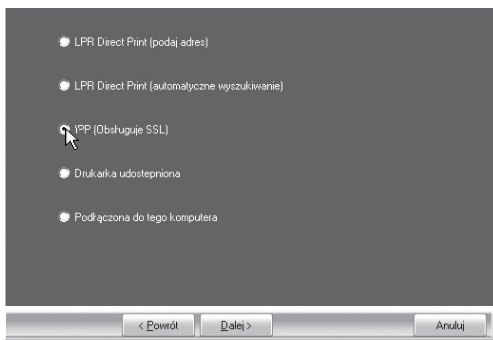 LPR Direct Print (podaj adres)
LPR Direct Print (automatyczne wyszukiwanie)
IPP (Obsługuje SSL)
Drukarka udostepniona
Podłączona do tego komputera
< Powrót
Dalej >
Anuluj